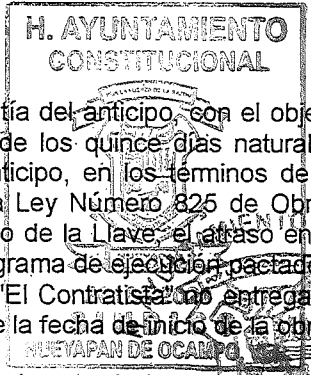 H. AYUNTAMIENTO
CONSTITUCIONAL
tía del anticipo, con el obje
de los quince días natural
ticipo, en los términos de
a Ley Número 825 de Obr
o de la Llave, el atraso en
grama de ejecución pactado
"El Contratista" no entrega
e la fecha de inicio de la obr
HUEYAPAN DE OCAMPO